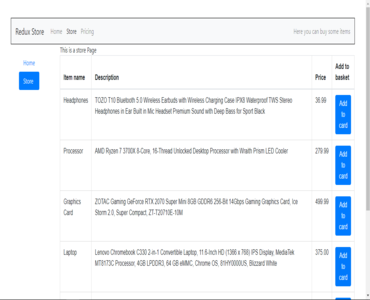 Redux Store Home Store Pricing Here you can buy some items
This is a store Page
Home
Store
Item name Description Price Add to basket
Headphones TOZO T10 Bluetooth 5.0 Wireless Earbuds with Wireless Charging Case IPX8 Waterproof TWS Stereo
Headphones in Ear Built in Mic Headset Premium Sound with Deep Bass for Sport Black
36.99
Add
to
card
Processor AMD Ryzen 7 3700X 8-Core, 16-Thread Unlocked Desktop Processor with Wraith Prism LED Cooler 279.99
Add
to
card
Graphics
Card
ZOTAC Gaming GeForce RTX 2070 Super Mini 8GB GDDR6 256-Bit 14Gbps Gaming Graphics Card, Ice
Storm 2.0, Super Compact, ZT-T20710E-10M
499.99
Add
to
card
Laptop Lenovo Chromebook C330 2-in-1 Convertible Laptop, 11.6-Inch HD (1366 x 768) IPS Display, MediaTek
MT8173C Processor, 4GB LPDDR3, 64 GB eMMC, Chrome OS, 81HY0000US, Blizzard White
375.00
Add
to
card